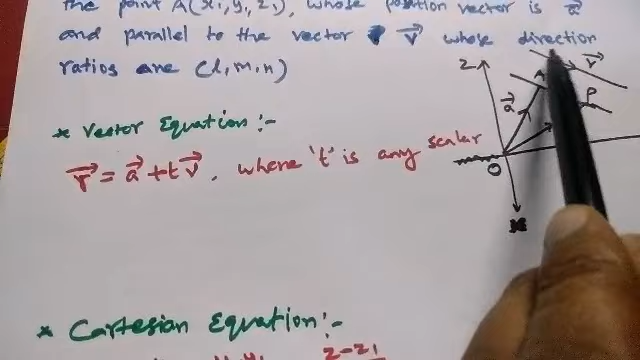 the point A(x₁, y₁, z₁), whose position vector is a⃗
and parallel to the vector v⃗ whose direction
ratios are (l, m, n)
Z
A
v⃗
a⃗
P
* Vector Equation :-
r⃗ = a⃗ + t v⃗, where 't' is any scalar
O
* Cartesian Equation :-
z-z₁